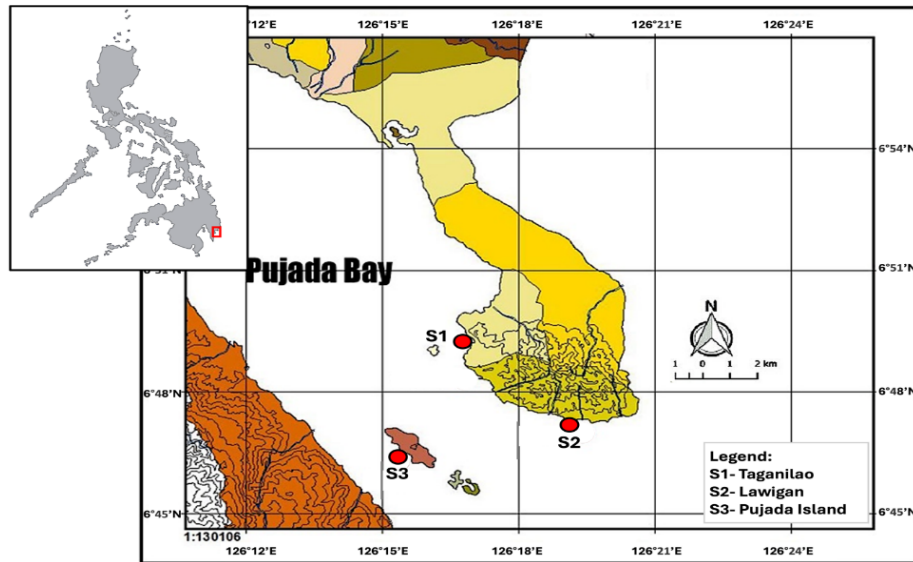 °12'E 126°15'E 126°18'E 126°21'E 126°24'E
6°54'N 6°54'N
6°51'N 6°51'N
Pujada Bay
N
S1
1 0 1 2 km
6°48'N 6°48'N
S2
S3
Legend:
S1- Taganilao
S2- Lawigan
S3- Pujada Island
6°45'N 6°45'N
1:130106
126°12'E 126°15'E 126°18'E 126°21'E 126°24'E